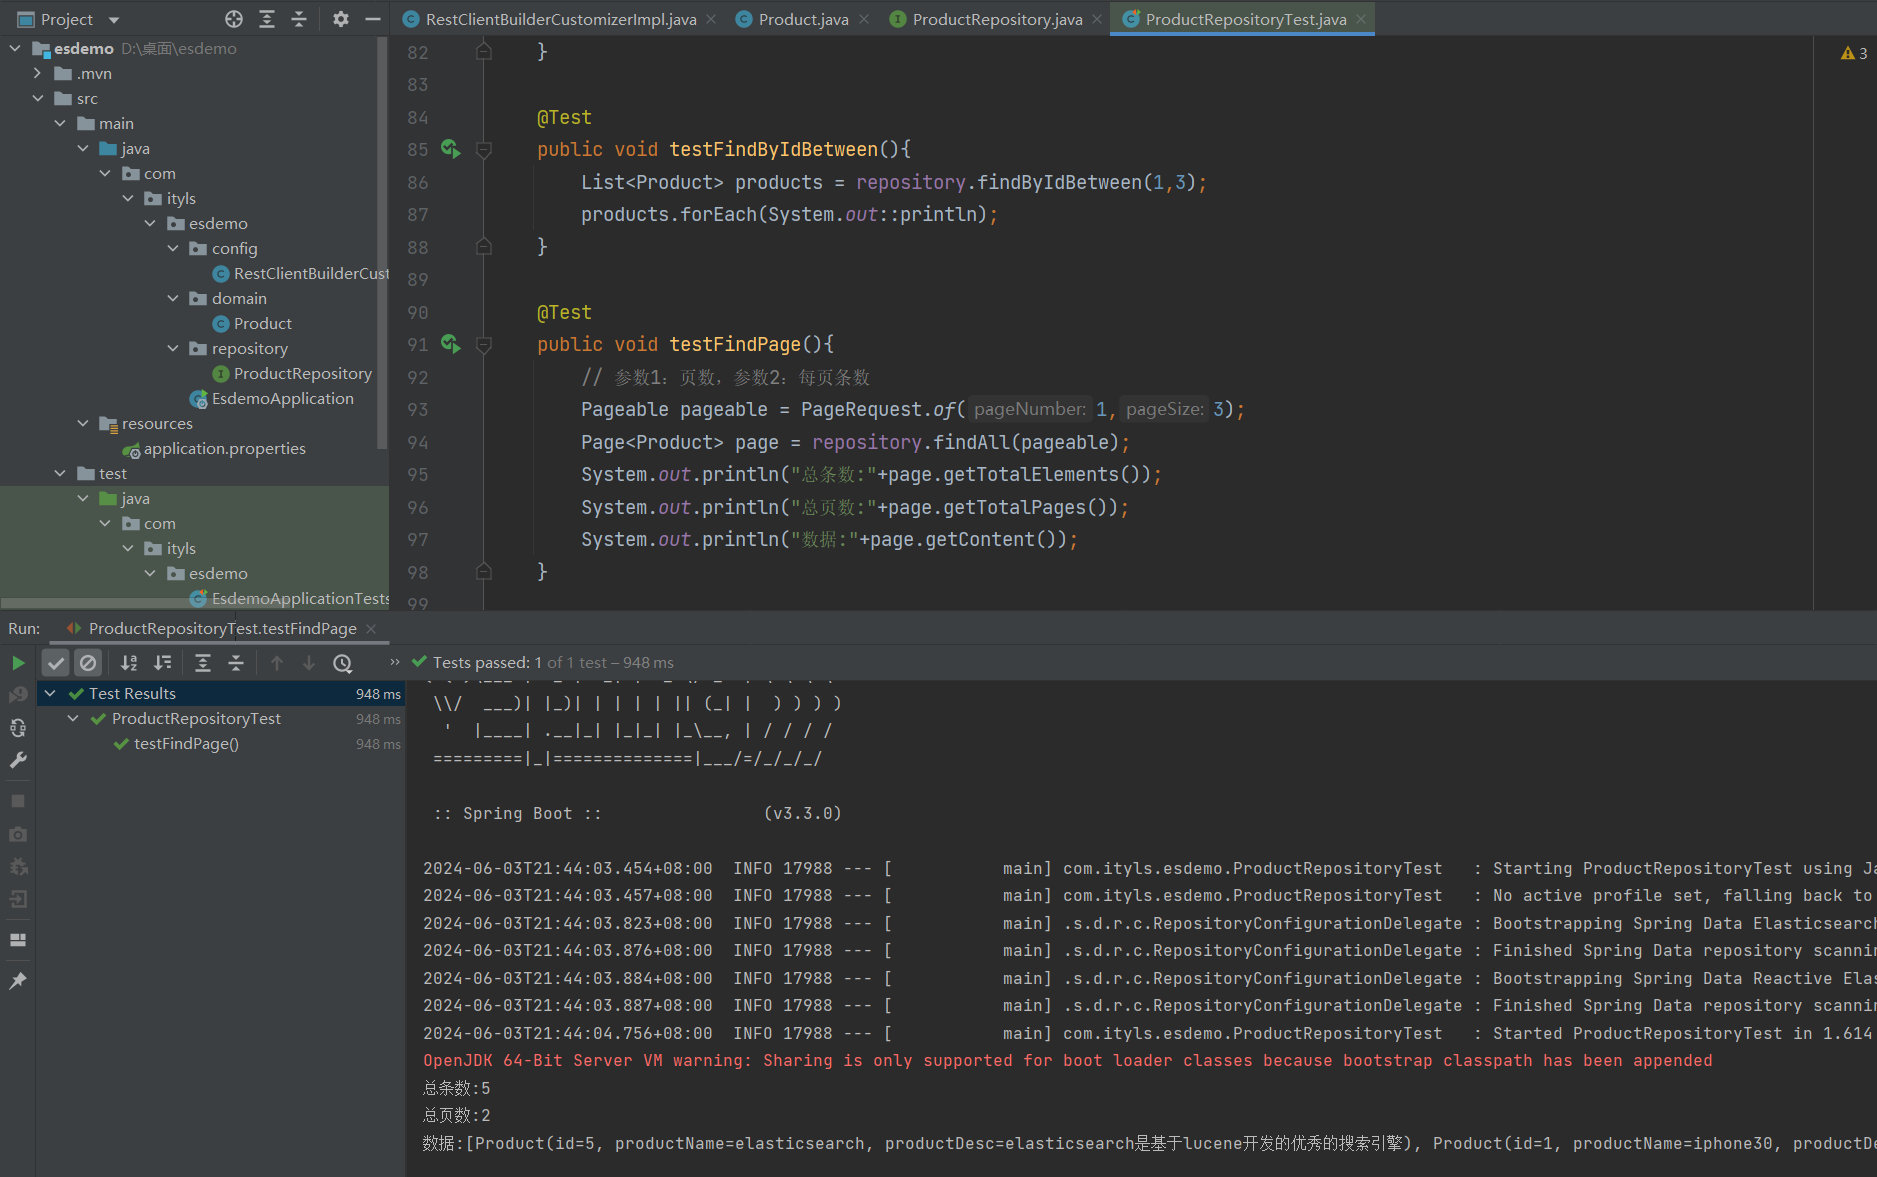 Project
RestClientBuilderCustomizerImpl.java
Product.java
ProductRepository.java
ProductRepositoryTest.java
esdemo D:\桌面\esdemo
.mvn
src
main
java
com
ityls
esdemo
config
RestClientBuilderCust
domain
Product
repository
ProductRepository
EsdemoApplication
resources
application.properties
test
java
com
ityls
esdemo
EsdemoApplicationTests
3
82 }
83
84 @Test
85 public void testFindByIdBetween(){
86 List<Product> products = repository.findByIdBetween(1,3);
87 products.forEach(System.out::println);
88 }
89
90 @Test
91 public void testFindPage(){
92 // 参数1: 页数, 参数2: 每页条数
93 Pageable pageable = PageRequest.of( pageNumber: 1, pageSize: 3);
94 Page<Product> page = repository.findAll(pageable);
95 System.out.println("总条数:"+page.getTotalElements());
96 System.out.println("总页数:"+page.getTotalPages());
97 System.out.println("数据:"+page.getContent());
98 }
99
Run: ProductRepositoryTest.testFindPage
Tests passed: 1 of 1 test – 948 ms
Test Results 948 ms
ProductRepositoryTest 948 ms
testFindPage() 948 ms
\\/  ___)| |_)| | | | | || (_| |  ) ) ) )
'  |____| .__|_| |_|_| |_\__, | / / / /
=========|_|==============|___/=/_/_/_/
:: Spring Boot :: (v3.3.0)
2024-06-03T21:44:03.454+08:00  INFO 17988 --- [           main] com.ityls.esdemo.ProductRepositoryTest   : Starting ProductRepositoryTest using Ja
2024-06-03T21:44:03.457+08:00  INFO 17988 --- [           main] com.ityls.esdemo.ProductRepositoryTest   : No active profile set, falling back to
2024-06-03T21:44:03.823+08:00  INFO 17988 --- [           main] .s.d.r.c.RepositoryConfigurationDelegate : Bootstrapping Spring Data Elasticsearch
2024-06-03T21:44:03.876+08:00  INFO 17988 --- [           main] .s.d.r.c.RepositoryConfigurationDelegate : Finished Spring Data repository scannin
2024-06-03T21:44:03.884+08:00  INFO 17988 --- [           main] .s.d.r.c.RepositoryConfigurationDelegate : Bootstrapping Spring Data Reactive Elas
2024-06-03T21:44:03.887+08:00  INFO 17988 --- [           main] .s.d.r.c.RepositoryConfigurationDelegate : Finished Spring Data repository scannin
2024-06-03T21:44:04.756+08:00  INFO 17988 --- [           main] com.ityls.esdemo.ProductRepositoryTest   : Started ProductRepositoryTest in 1.614
OpenJDK 64-Bit Server VM warning: Sharing is only supported for boot loader classes because bootstrap classpath has been appended
总条数:5
总页数:2
数据:[Product(id=5, productName=elasticsearch, productDesc=elasticsearch是基于lucene开发的优秀的搜索引擎), Product(id=1, productName=iphone30, productDe